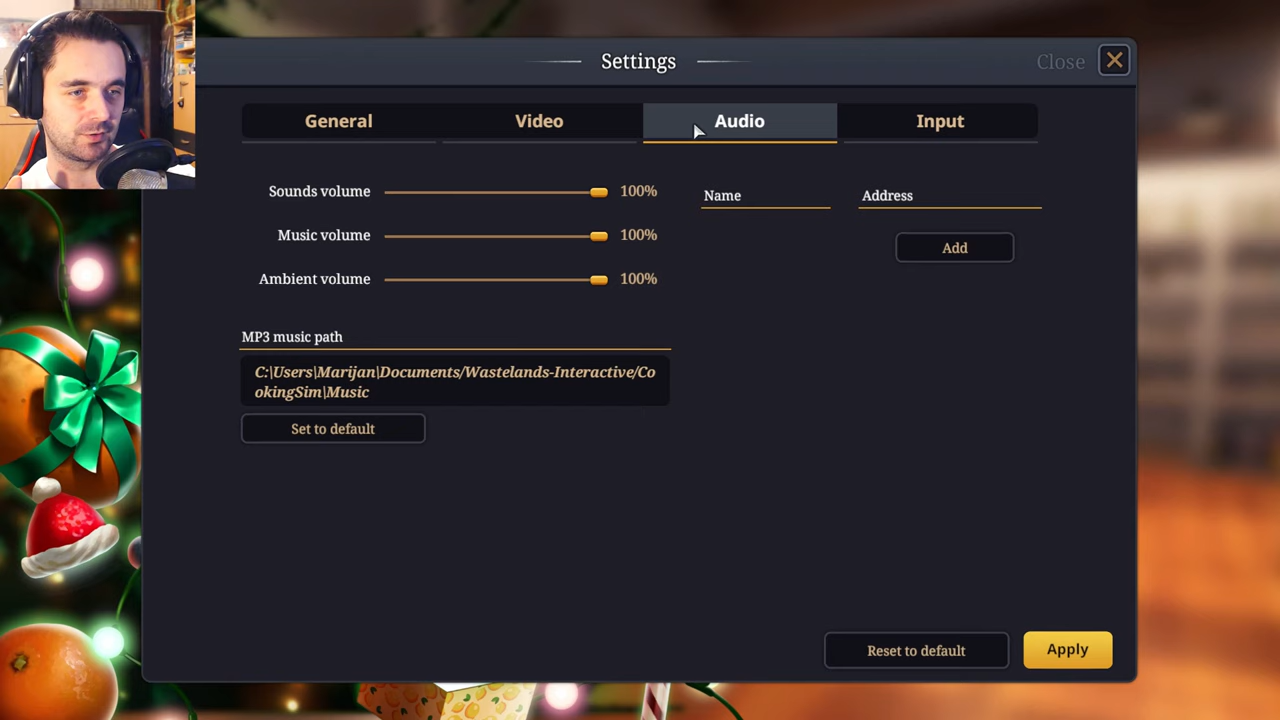 Settings
Close
General
Video
Audio
Input
Sounds volume
100%
Music volume
100%
Ambient volume
100%
Name
Address
Add
MP3 music path
C:\Users\Marijan\Documents/Wastelands-Interactive/Co
okingSim\Music
Set to default
Reset to default
Apply